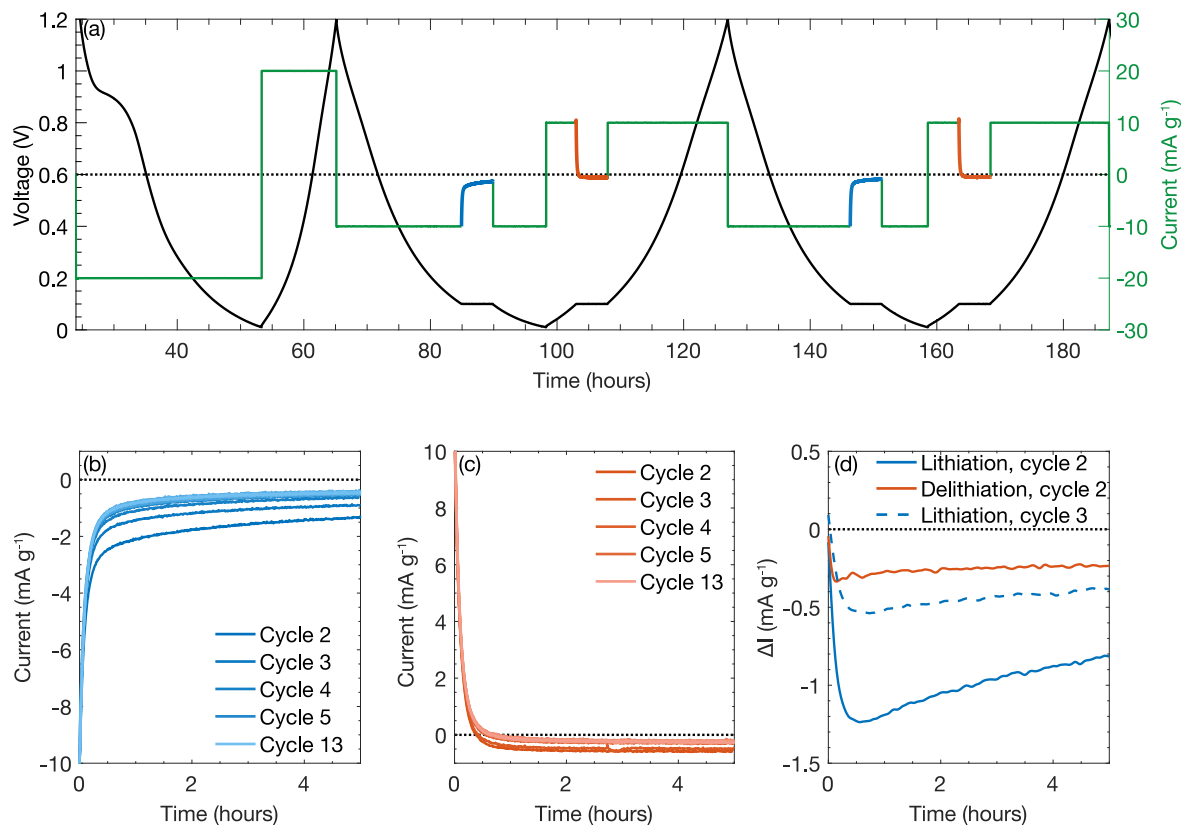 (a)
1.2
1
0.8
0.6
0.4
0.2
0
Voltage (V)
30
20
10
0
-10
-20
-30
Current (mA g⁻¹)
40 60 80 100 120 140 160 180
Time (hours)
(b)
0
-2
-4
-6
-8
-10
Current (mA g⁻¹)
Cycle 2
Cycle 3
Cycle 4
Cycle 5
Cycle 13
0 2 4
Time (hours)
(c)
10
8
6
4
2
0
Current (mA g⁻¹)
Cycle 2
Cycle 3
Cycle 4
Cycle 5
Cycle 13
0 2 4
Time (hours)
(d)
0.5
0
-0.5
-1
-1.5
ΔI (mA g⁻¹)
Lithiation, cycle 2
Delithiation, cycle 2
Lithiation, cycle 3
0 2 4
Time (hours)